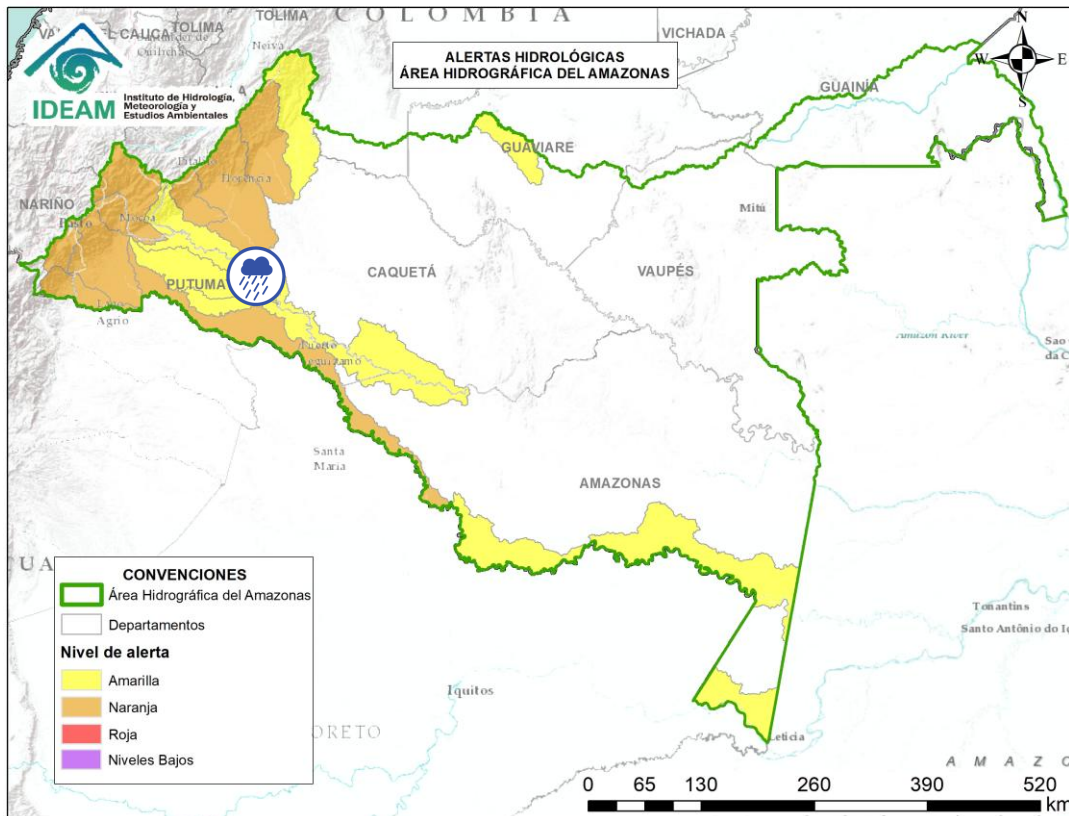 COLOMBIA
TOLIMA
TOLIMA
Neiva
VICHADA
IDEAM
Instituto de Hidrología,
Meteorología y
Estudios Ambientales
ALERTAS HIDROLÓGICAS
ÁREA HIDROGRÁFICA DEL AMAZONAS
N
W
E
S
GUAINÍA
GUAVIARE
NARIÑO
Mitú
CAQUETÁ
VAUPÉS
PUTUMA
Agrio
Amazon River
Puerto
Santa
María
AMAZONAS
CONVENCIONES
Área Hidrográfica del Amazonas
Departamentos
Nivel de alerta
Amarilla
Naranja
Roja
Niveles Bajos
Iquitos
ORETO
Tonantins
Santo Antônio do
Leticia
AMAZO
0 65 130 260 390 520
km